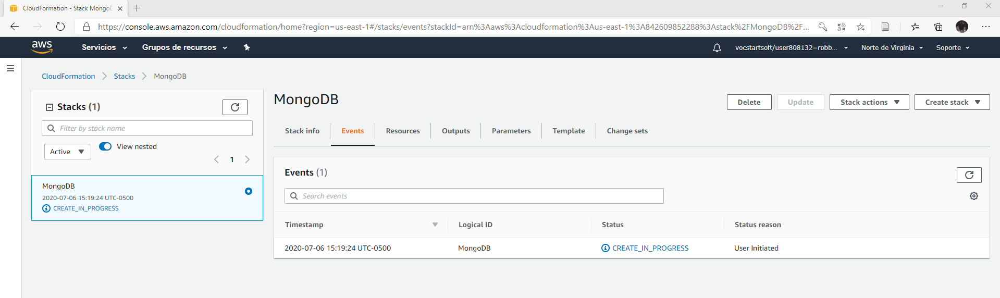 CloudFormation - Stack MongoD
https://console.aws.amazon.com/cloudformation/home?region=us-east-1#/stacks/events?stackId=arn%3Aaws%3Acloudformation%3Aus-east-1%3A842609852288%3Astack%2FMongoDB%2F...
aws Servicios Grupos de recursos vocstartsoft/user808132=robb... Norte de Virginia Soporte
CloudFormation Stacks MongoDB
Stacks (1)
Filter by stack name
Active View nested
1
MongoDB
2020-07-06 15:19:24 UTC-0500
CREATE_IN_PROGRESS
MongoDB
Delete Update Stack actions Create stack
Stack info Events Resources Outputs Parameters Template Change sets
Events (1)
Search events
Timestamp Logical ID Status Status reason
2020-07-06 15:19:24 UTC-0500 MongoDB CREATE_IN_PROGRESS User Initiated